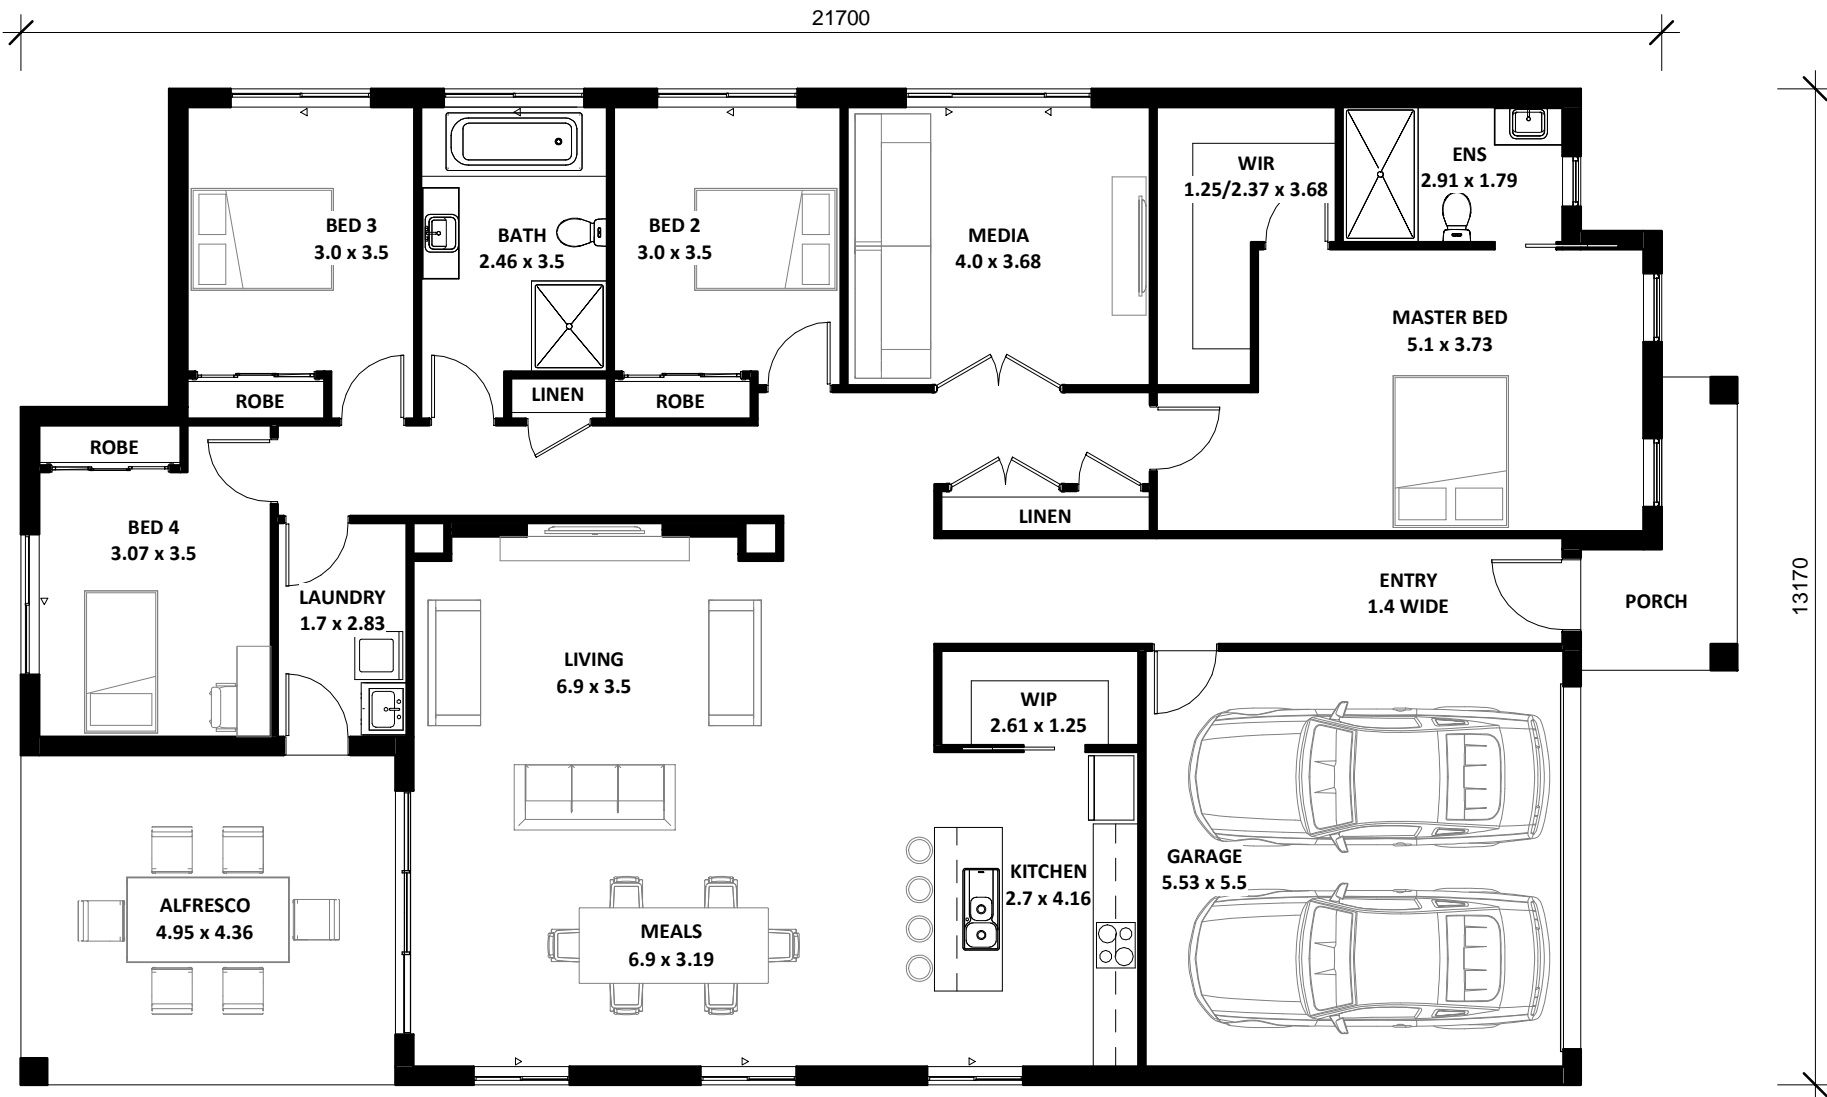 21700
WIR
1.25/2.37 x 3.68
ENS
2.91 x 1.79
BED 3
3.0 x 3.5
BATH
2.46 x 3.5
BED 2
3.0 x 3.5
MEDIA
4.0 x 3.68
MASTER BED
5.1 x 3.73
ROBE
LINEN
ROBE
ROBE
LINEN
BED 4
3.07 x 3.5
LAUNDRY
1.7 x 2.83
ENTRY
1.4 WIDE
PORCH
13170
LIVING
6.9 x 3.5
WIP
2.61 x 1.25
KITCHEN
2.7 x 4.16
GARAGE
5.53 x 5.5
ALFRESCO
4.95 x 4.36
MEALS
6.9 x 3.19